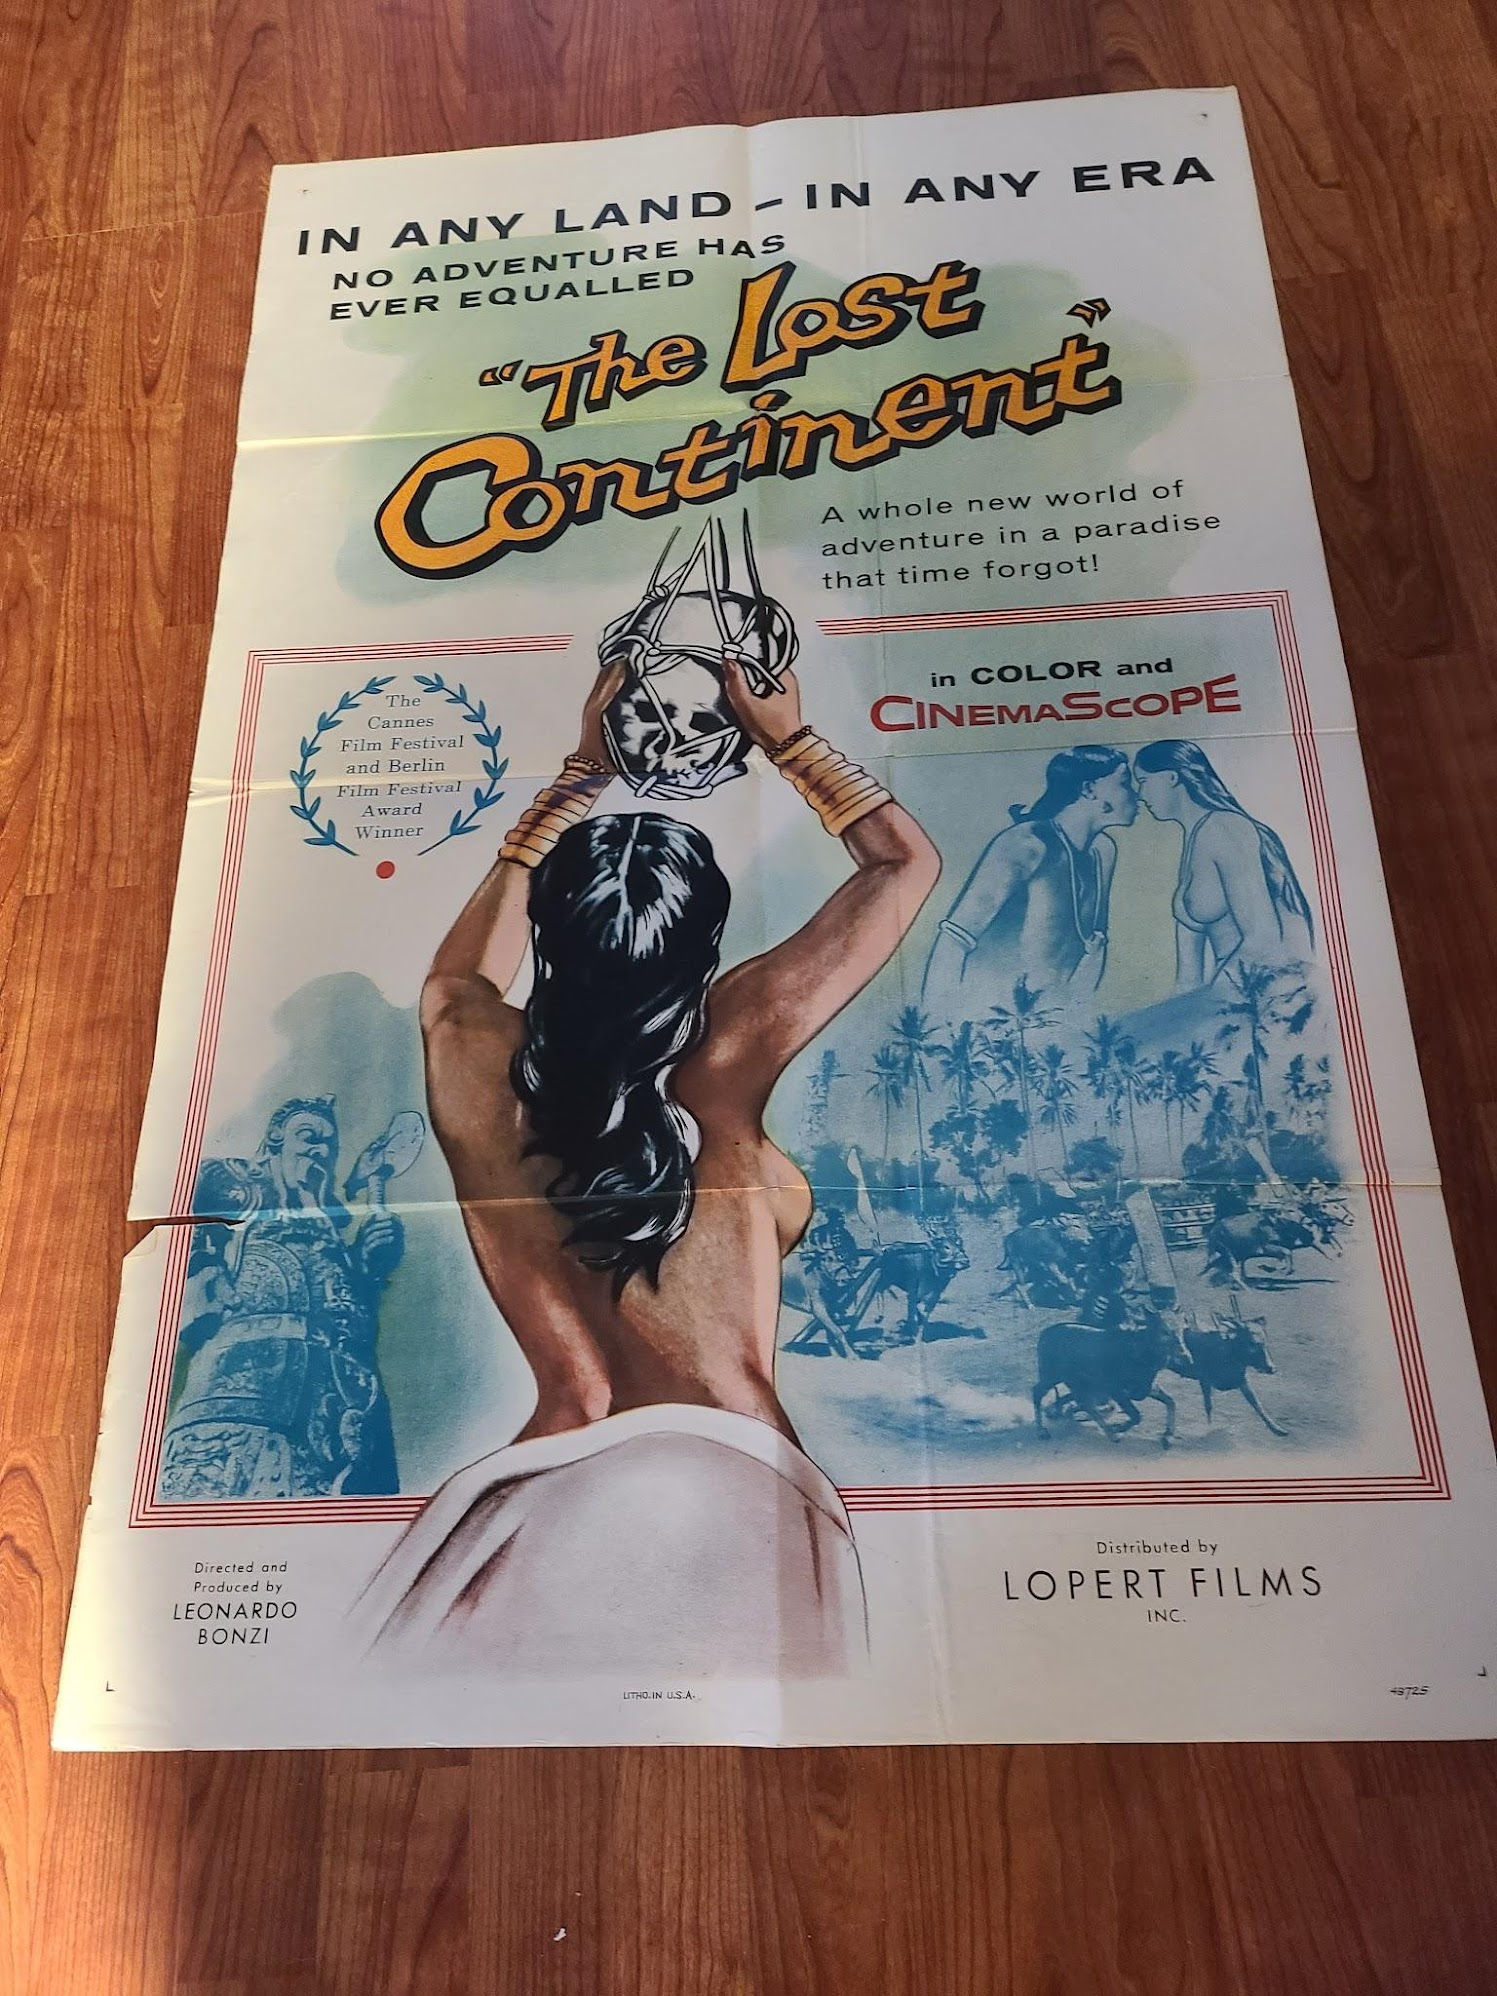 IN ANY LAND - IN ANY ERA
NO ADVENTURE HAS
EVER EQUALLED
"The Lost
Continent"
A whole new world of
adventure in a paradise
that time forgot!
in COLOR and
CINEMASCOPE
The
Cannes
Film Festival
and Berlin
Film Festival
Award
Winner
Directed and
Produced by
LEONARDO
BONZI
Distributed by
LOPERT FILMS
INC.
LITHO. IN U.S.A.
48725